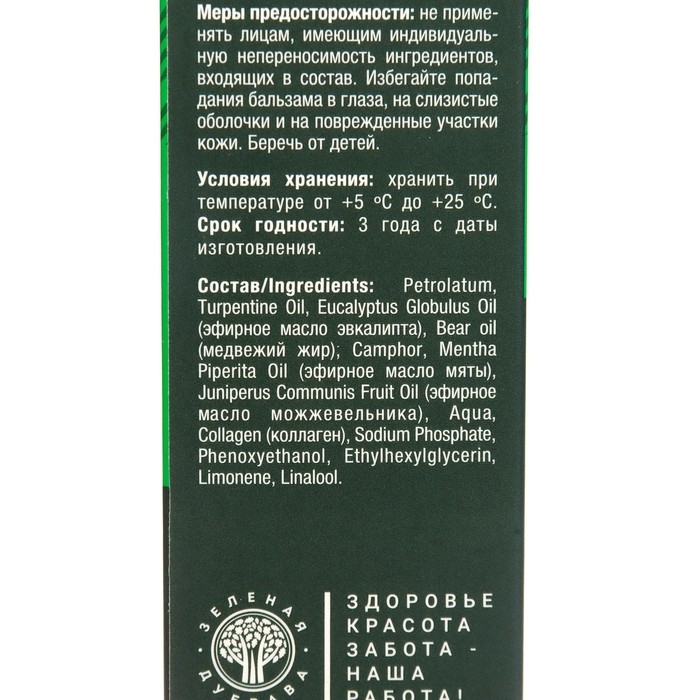 Меры предосторожности: не приме-
нять лицам, имеющим индивидуаль-
ную непереносимость ингредиентов,
входящих в состав. Избегайте попа-
дания бальзама в глаза, на слизистые
оболочки и на поврежденные участки
кожи. Беречь от детей.
Условия хранения: хранить при
температуре от +5 ºС до +25 ºС.
Срок годности: 3 года с даты
изготовления.
Состав/Ingredients: Petrolatum,
Turpentine Oil, Eucalyptus Globulus Oil
(эфирное масло эвкалипта), Bear oil
(медвежий жир); Camphor, Mentha
Piperita Oil (эфирное масло мяты),
Juniperus Communis Fruit Oil (эфирное
масло можжевельника), Aqua,
Collagen (коллаген), Sodium Phosphate,
Phenoxyethanol, Ethylhexylglycerin,
Limonene, Linalool.
ЗЕЛЕНАЯ
ДУБРАВА
ЗДОРОВЬЕ
КРАСОТА
ЗАБОТА -
НАША
РАБОТА!